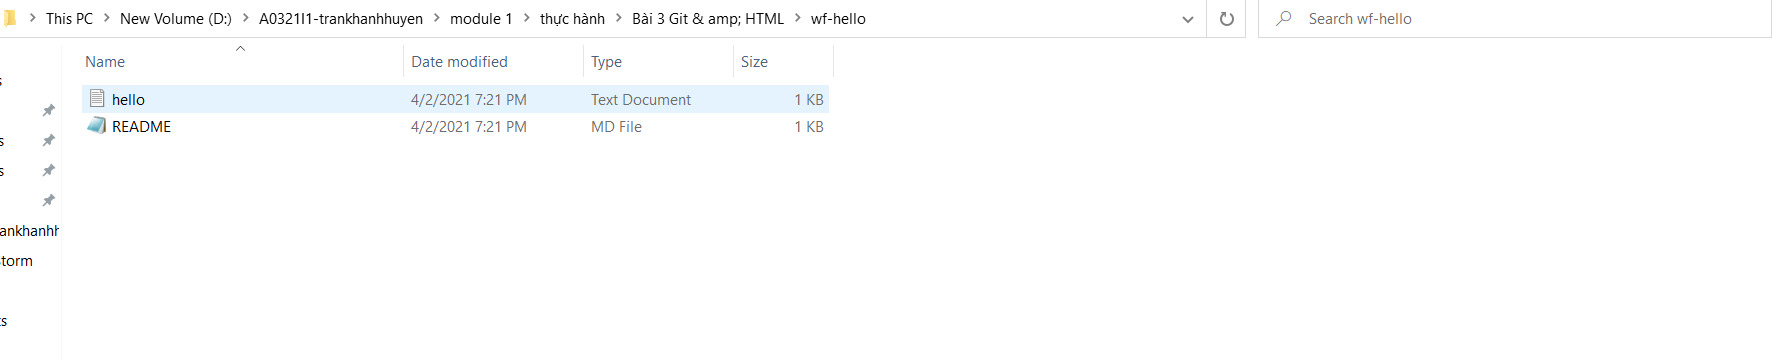 This PC > New Volume (D:) > A0321I1-trankhanhhuyen > module 1 > thực hành > Bài 3 Git & amp; HTML > wf-hello
Search wf-hello
Name Date modified Type Size
s
hello 4/2/2021 7:21 PM Text Document 1 KB
README 4/2/2021 7:21 PM MD File 1 KB
s
s
ankhanhh
torm
ts